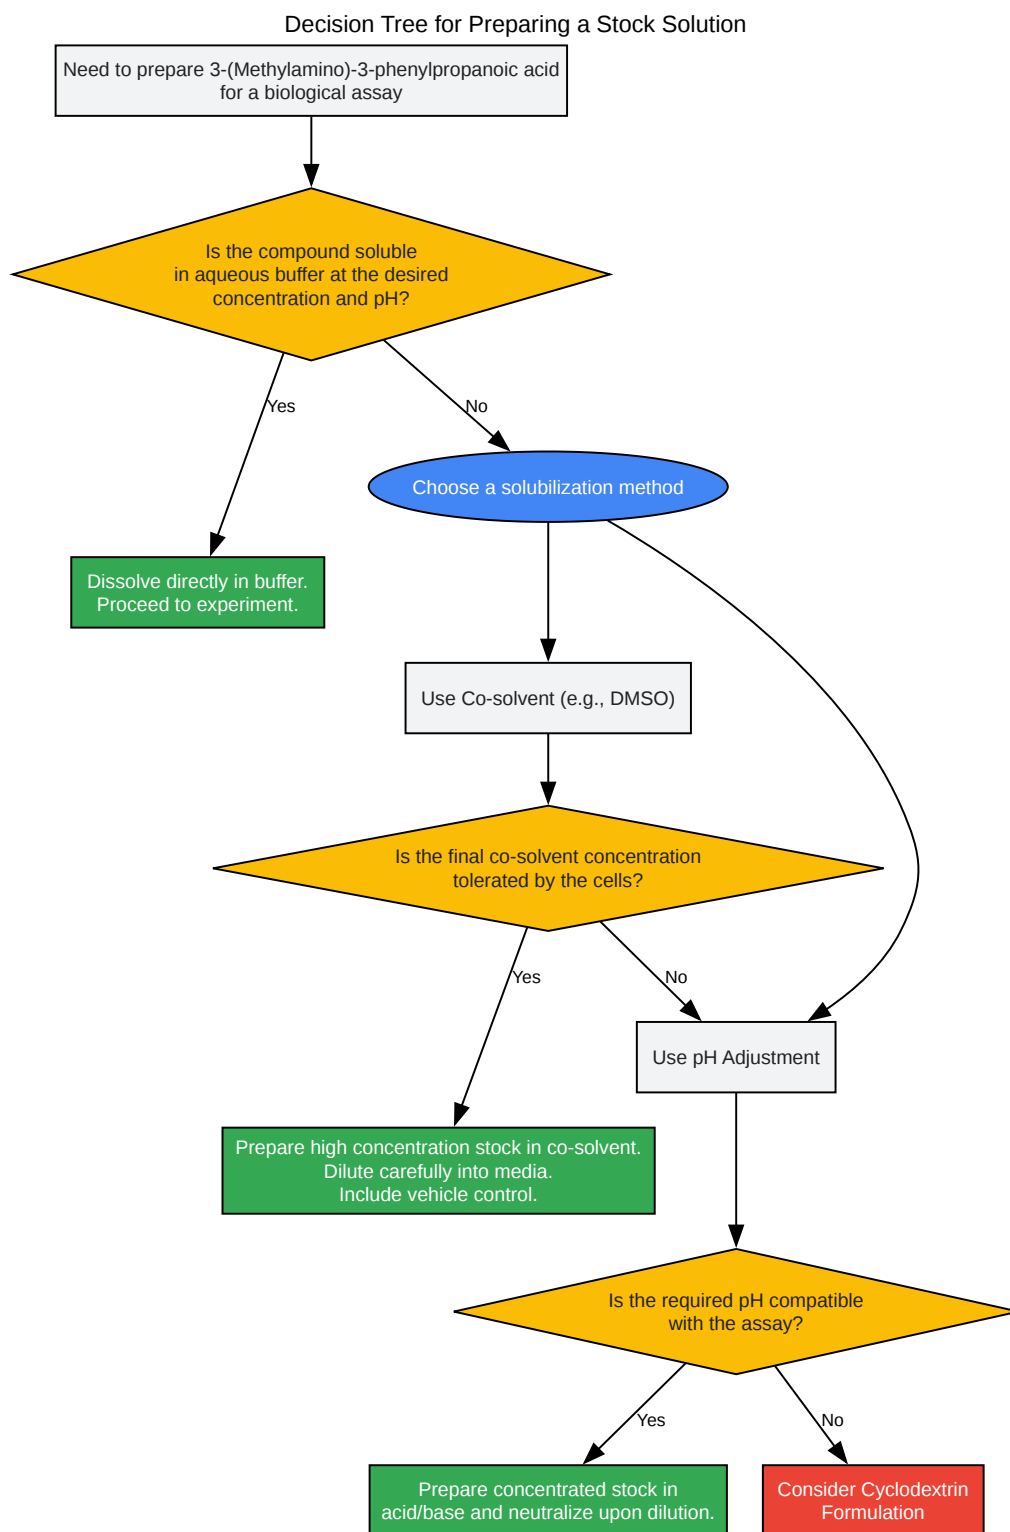 Decision Tree for Preparing a Stock Solution
Need to prepare 3-(Methylamino)-3-phenylpropanoic acid
for a biological assay
Is the compound soluble
in aqueous buffer at the desired
concentration and pH?
Yes
No
Choose a solubilization method
Dissolve directly in buffer.
Proceed to experiment.
Use Co-solvent (e.g., DMSO)
Is the final co-solvent concentration
tolerated by the cells?
Yes
No
Use pH Adjustment
Prepare high concentration stock in co-solvent.
Dilute carefully into media.
Include vehicle control.
Is the required pH compatible
with the assay?
Yes
No
Prepare concentrated stock in
acid/base and neutralize upon dilution.
Consider Cyclodextrin
Formulation